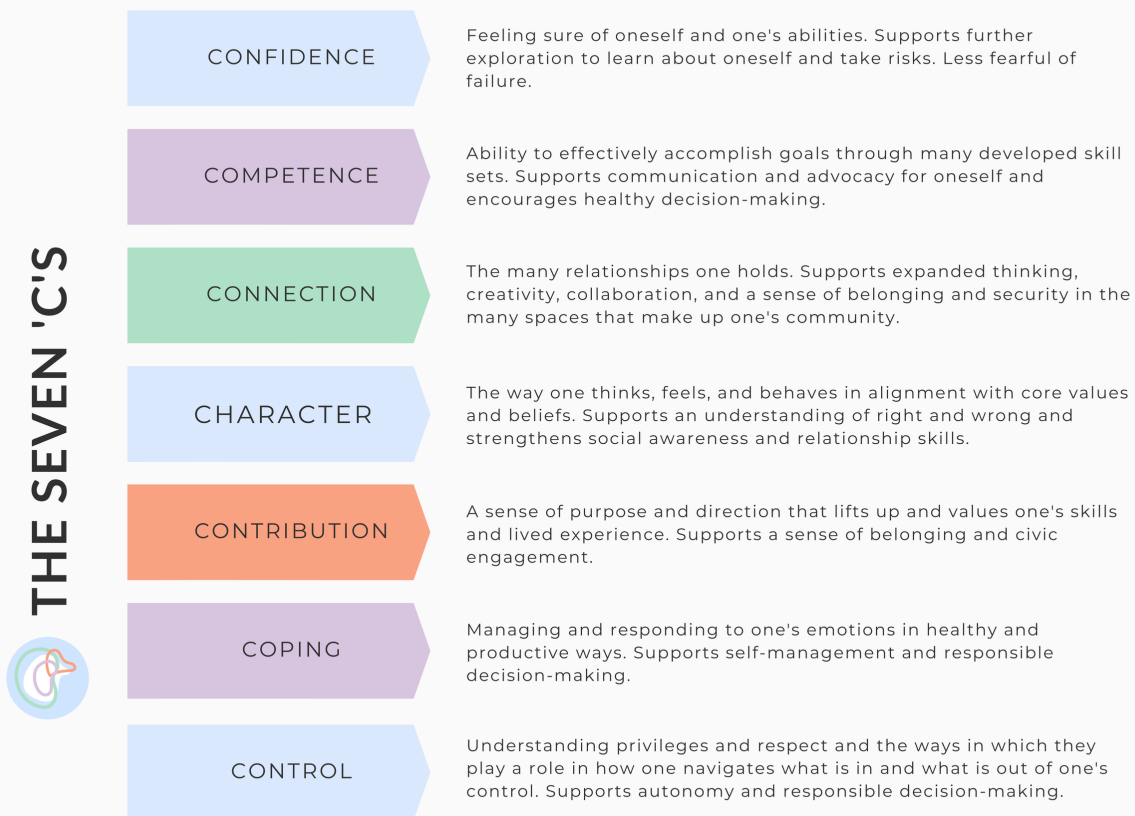 THE SEVEN 'C'S
CONFIDENCE
Feeling sure of oneself and one's abilities. Supports further
exploration to learn about oneself and take risks. Less fearful of
failure.
COMPETENCE
Ability to effectively accomplish goals through many developed skill
sets. Supports communication and advocacy for oneself and
encourages healthy decision-making.
CONNECTION
The many relationships one holds. Supports expanded thinking,
creativity, collaboration, and a sense of belonging and security in the
many spaces that make up one's community.
CHARACTER
The way one thinks, feels, and behaves in alignment with core values
and beliefs. Supports an understanding of right and wrong and
strengthens social awareness and relationship skills.
CONTRIBUTION
A sense of purpose and direction that lifts up and values one's skills
and lived experience. Supports a sense of belonging and civic
engagement.
COPING
Managing and responding to one's emotions in healthy and
productive ways. Supports self-management and responsible
decision-making.
CONTROL
Understanding privileges and respect and the ways in which they
play a role in how one navigates what is in and what is out of one's
control. Supports autonomy and responsible decision-making.